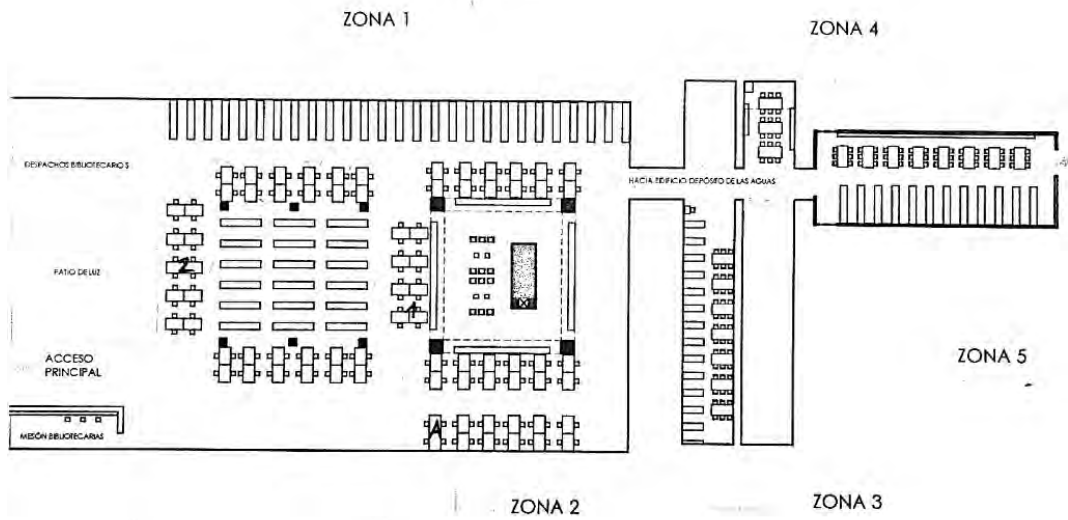 ZONA 1
ZONA 4
DESPACHOS BIBLIOTECARIO S
HACIA EDIFICIO DEPÓSITO DE LAS AGUAS
2
PATIO DE LUZ
1
ACCESO
PRINCIPAL
ZONA 5
MESÓN BIBLIOTECARIAS
A
ZONA 2
ZONA 3